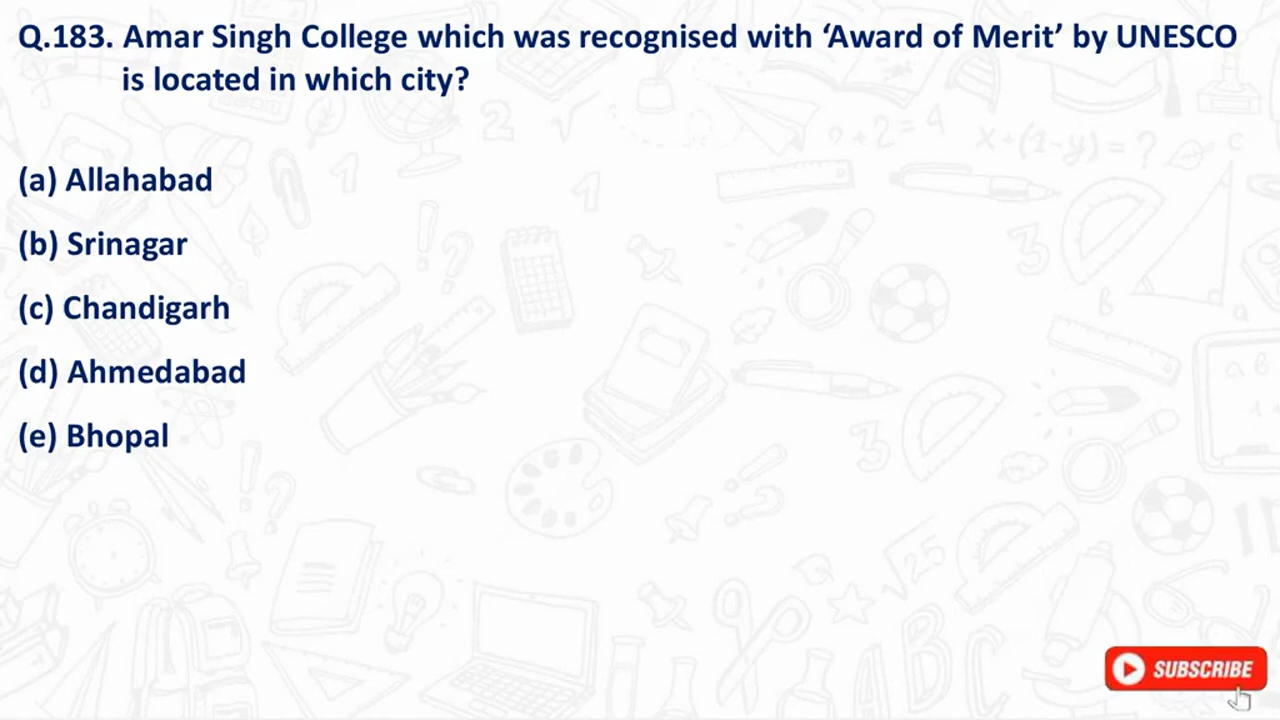 Q.183. Amar Singh College which was recognised with ‘Award of Merit’ by UNESCO
is located in which city?
(a) Allahabad
(b) Srinagar
(c) Chandigarh
(d) Ahmedabad
(e) Bhopal
SUBSCRIBE